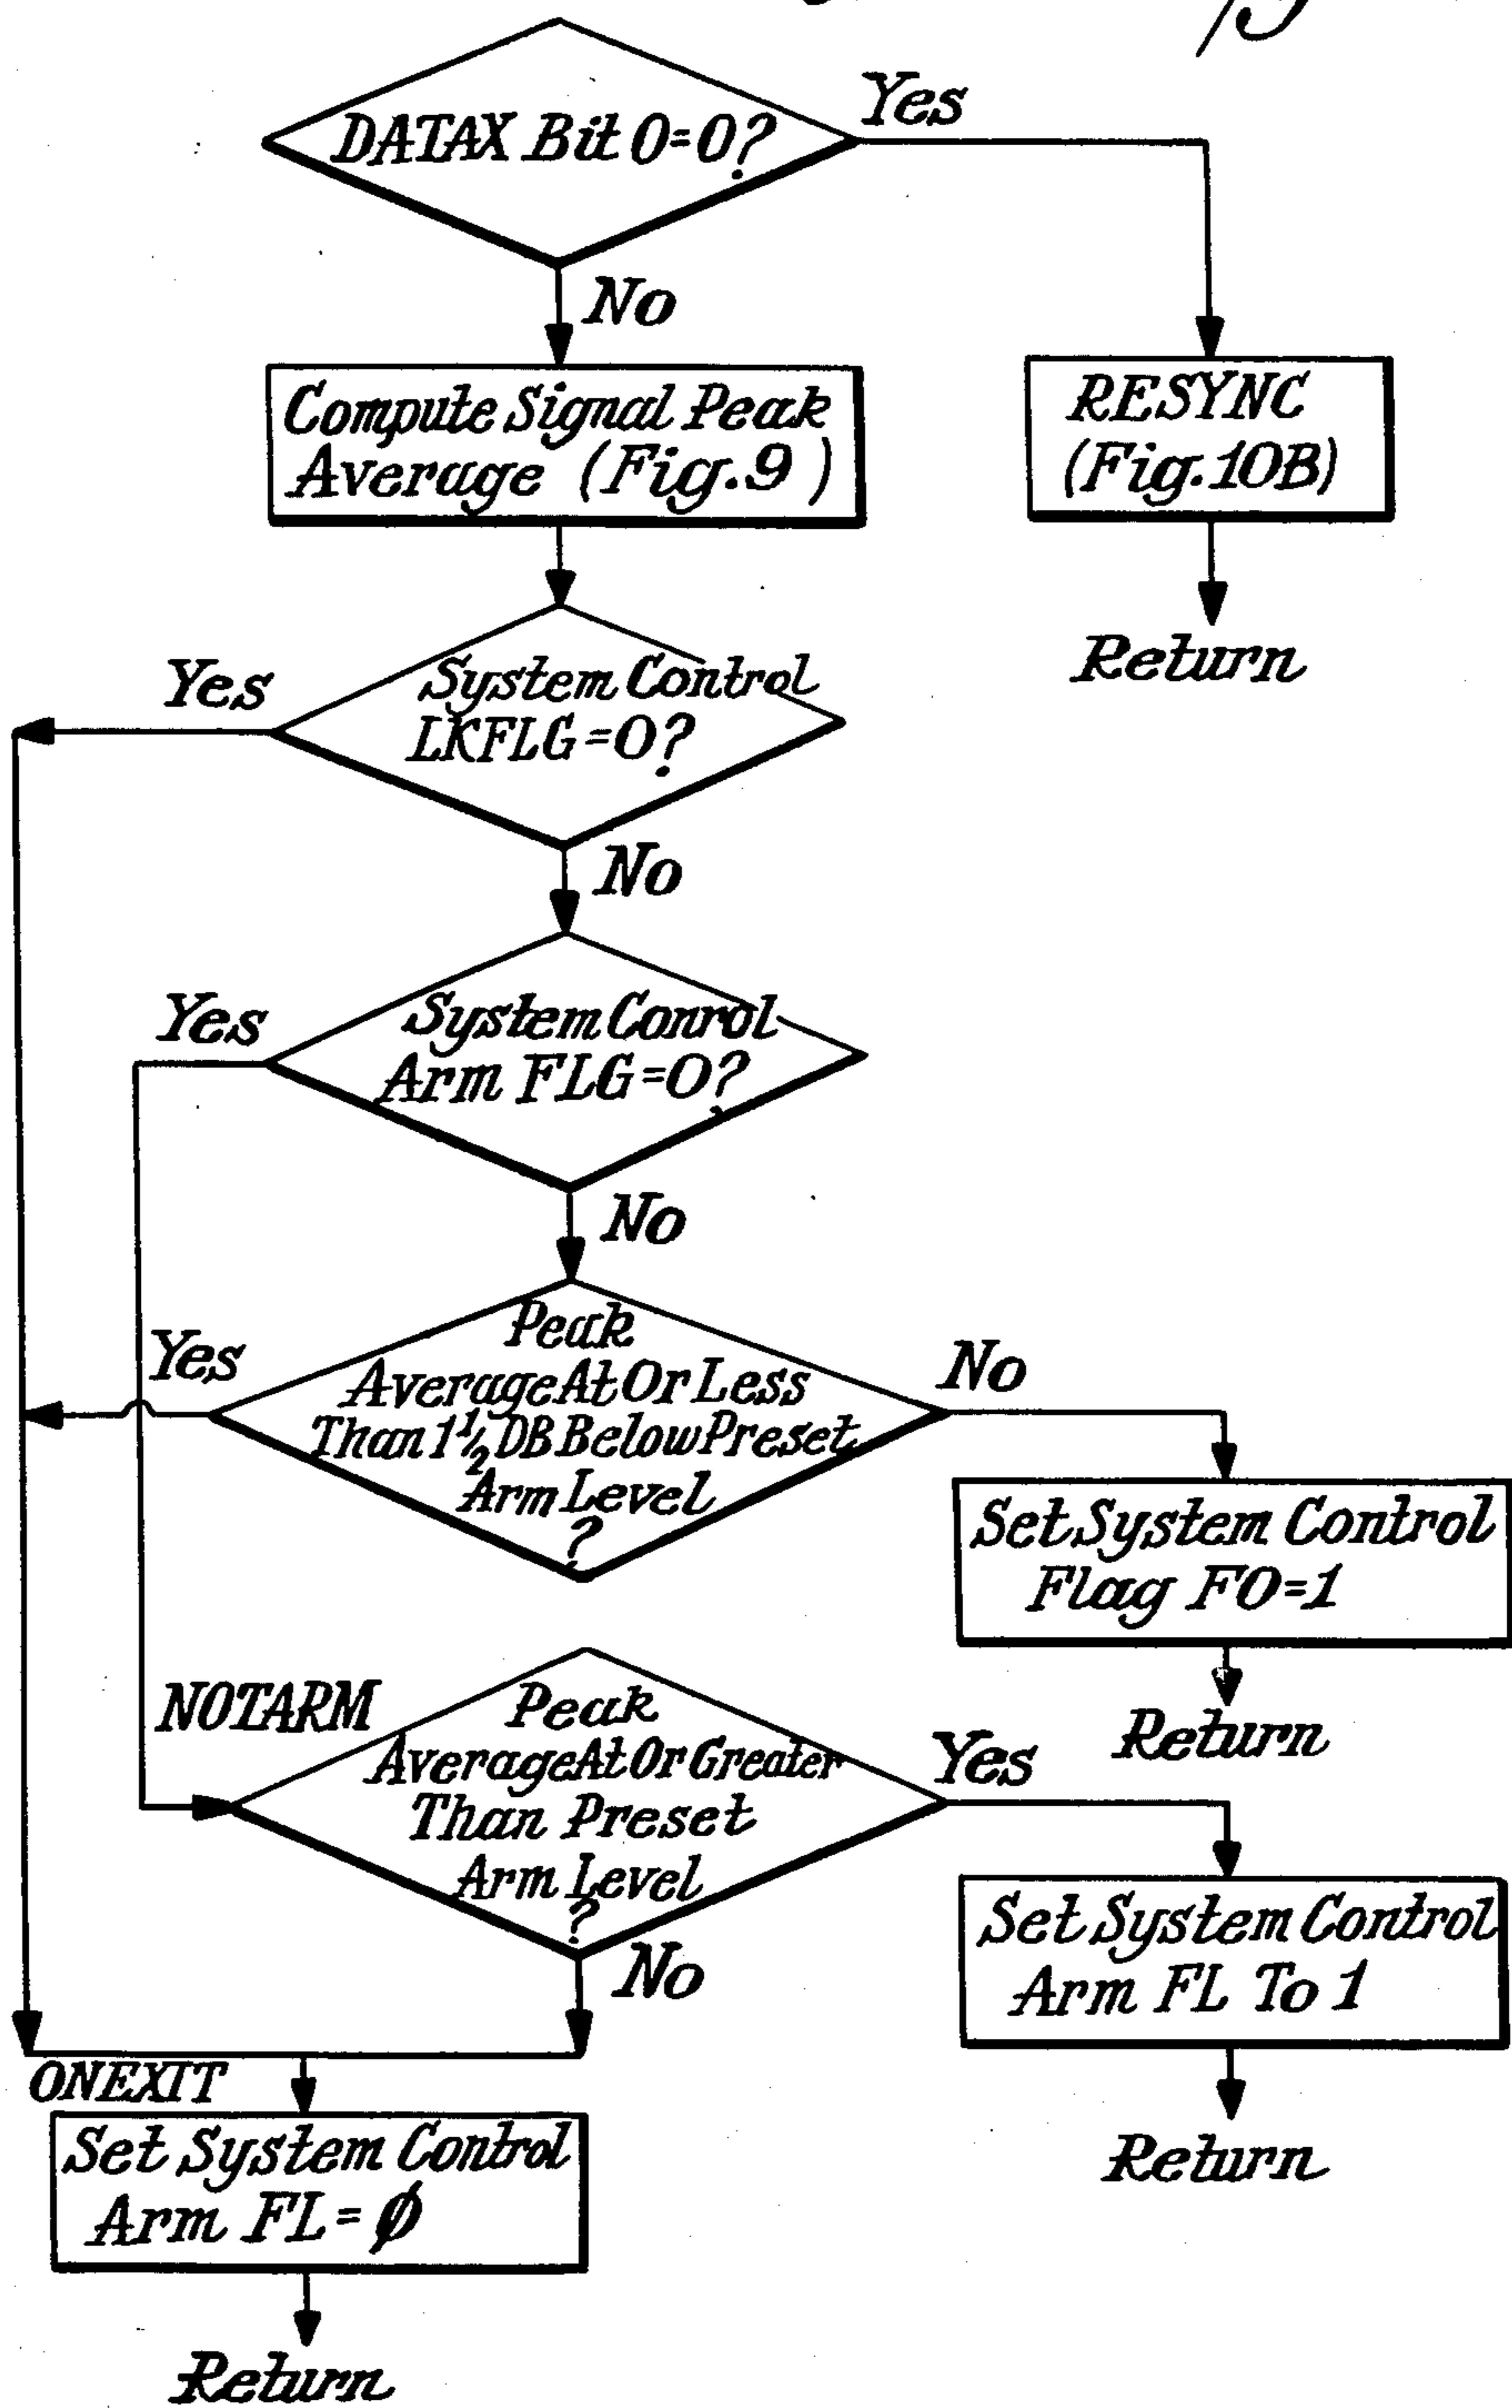 DATAX Bit 0=0?
Yes
No
Compute Signal Peak
Average (Fig.9)
RESYNC
(Fig.10B)
Return
Yes
System Control
LKFLG=0?
No
Yes
System Conrol
Arm FLG=0?
No
Yes
Peak
Average At Or Less
Than 1½ DB Below Preset
Arm Level
?
No
Set System Control
Flag F0=1
Return
NOTARM
Peak
Average At Or Greater
Than Preset
Arm Level
?
Yes
No
Set System Control
Arm FL To 1
Return
ONEXIT
Set System Control
Arm FL=Ø
Return